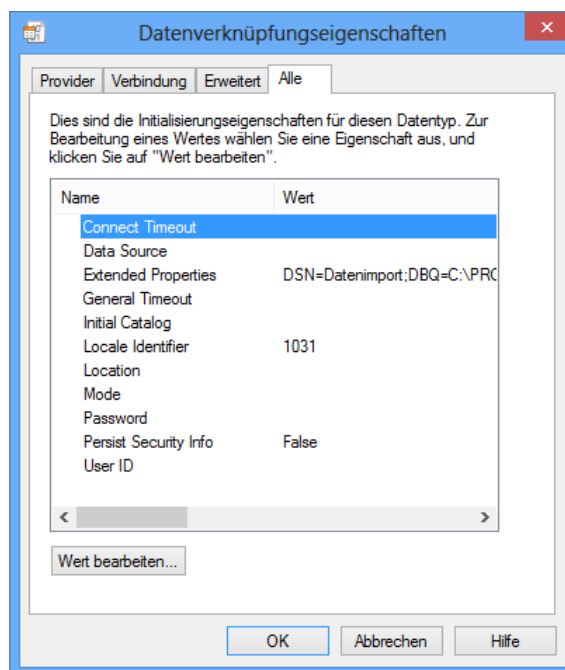 Datenverknüpfungseigenschaften
Provider Verbindung Erweitert Alle
Dies sind die Initialisierungseigenschaften für diesen Datentyp. Zur
Bearbeitung eines Wertes wählen Sie eine Eigenschaft aus, und
klicken Sie auf "Wert bearbeiten".
Name Wert
Connect Timeout
Data Source
Extended Properties DSN=Datenimport;DBQ=C:\PRC
General Timeout
Initial Catalog
Locale Identifier 1031
Location
Mode
Password
Persist Security Info False
User ID
Wert bearbeiten...
OK Abbrechen Hilfe